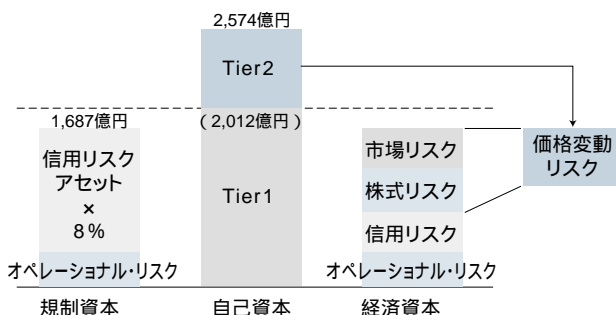 2,574億円
Tier2
1,687億円
(2,012億円)
信用リスク
アセット
×
8%
Tier1
市場リスク
株式リスク
信用リスク
価格変動
リスク
オペレーショナル・リスク
オペレーショナル・リスク
規制資本
自己資本
経済資本